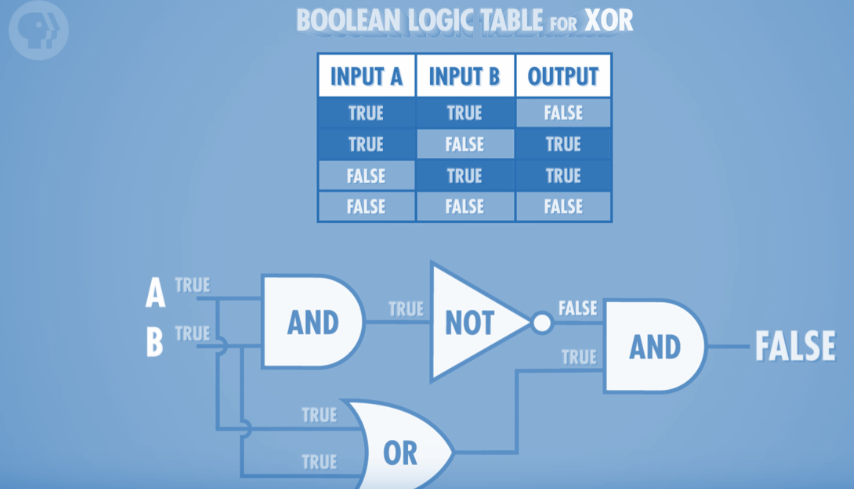 BOOLEAN LOGIC TABLE FOR XOR
INPUT A INPUT B OUTPUT
TRUE TRUE FALSE
TRUE FALSE TRUE
FALSE TRUE TRUE
FALSE FALSE FALSE
A TRUE
B TRUE
AND
TRUE
NOT
FALSE
TRUE
AND
FALSE
TRUE
TRUE
OR